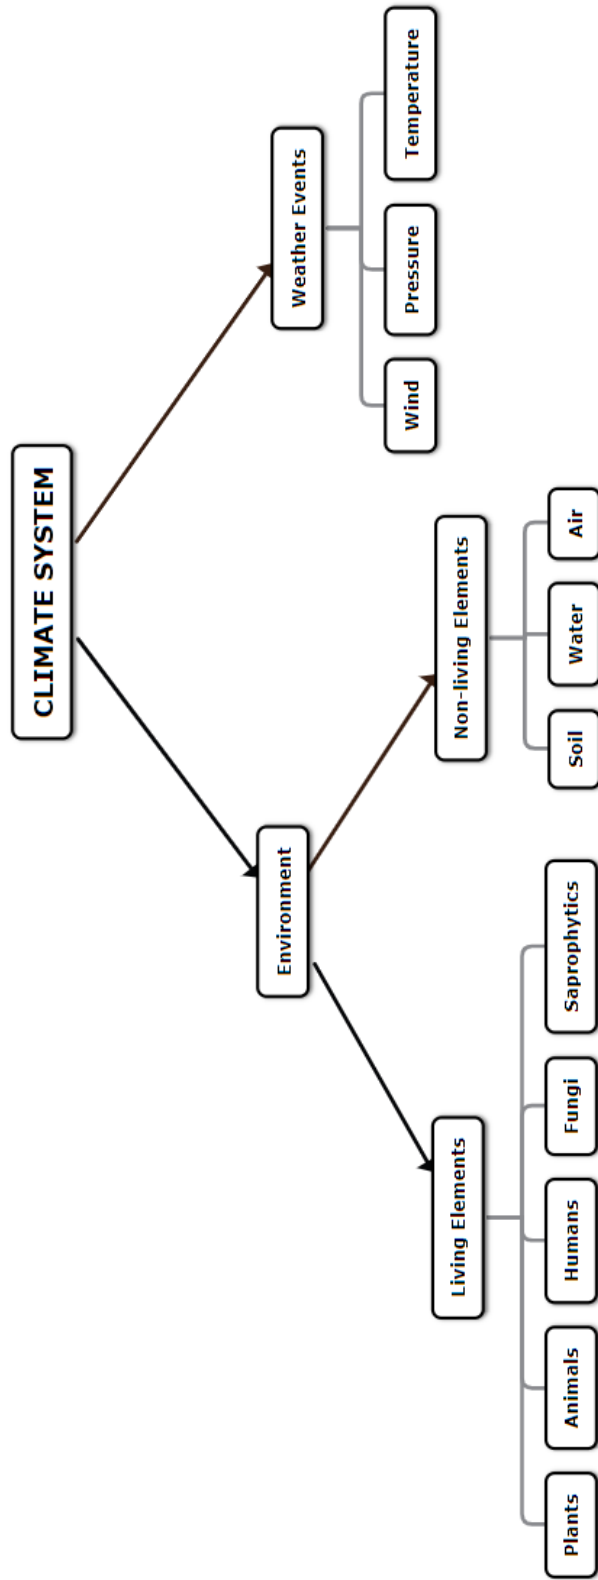 CLIMATE SYSTEM
Environment
Weather Events
Living Elements
Non-living Elements
Wind
Pressure
Temperature
Plants
Animals
Humans
Fungi
Saprophytics
Soil
Water
Air